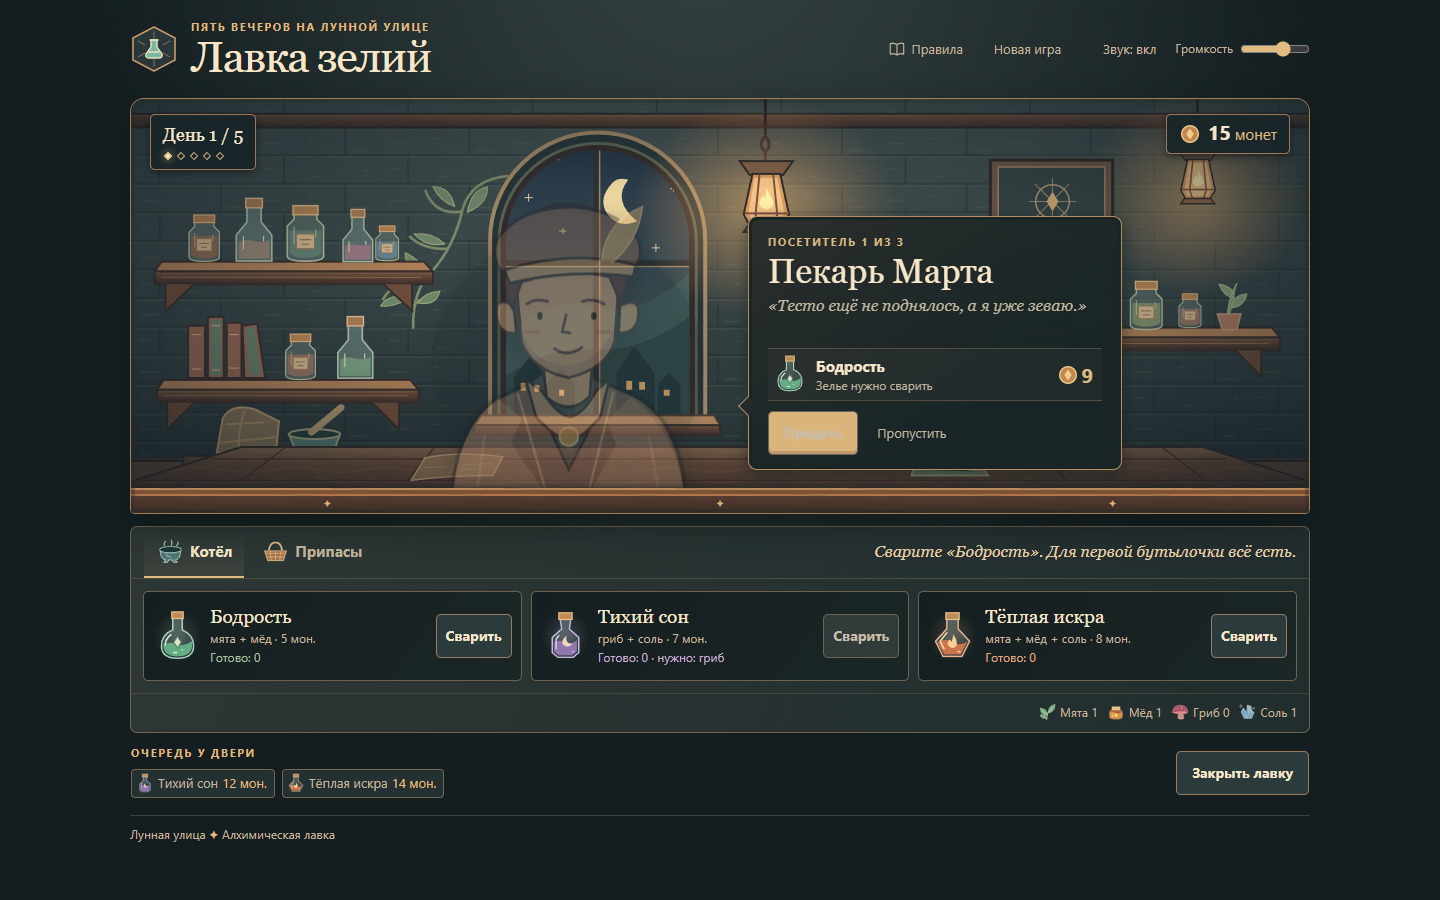 ПЯТЬ ВЕЧЕРОВ НА ЛУННОЙ УЛИЦЕ
Лавка зелий
Правила
Новая игра
Звук: вкл
Громкость
День 1 / 5
15 монет
ПОСЕТИТЕЛЬ 1 ИЗ 3
Пекарь Марта
«Тесто ещё не поднялось, а я уже зеваю.»
Бодрость
Зелье нужно сварить
9
Продать
Пропустить
Котёл
Припасы
Сварите «Бодрость». Для первой бутылочки всё есть.
Бодрость
мята + мёд · 5 мон.
Готово: 0
Сварить
Тихий сон
гриб + соль · 7 мон.
Готово: 0 · нужно: гриб
Сварить
Тёплая искра
мята + мёд + соль · 8 мон.
Готово: 0
Сварить
Мята 1
Мёд 1
Гриб 0
Соль 1
ОЧЕРЕДЬ У ДВЕРИ
Тихий сон 12 мон.
Тёплая искра 14 мон.
Закрыть лавку
Лунная улица ✦ Алхимическая лавка